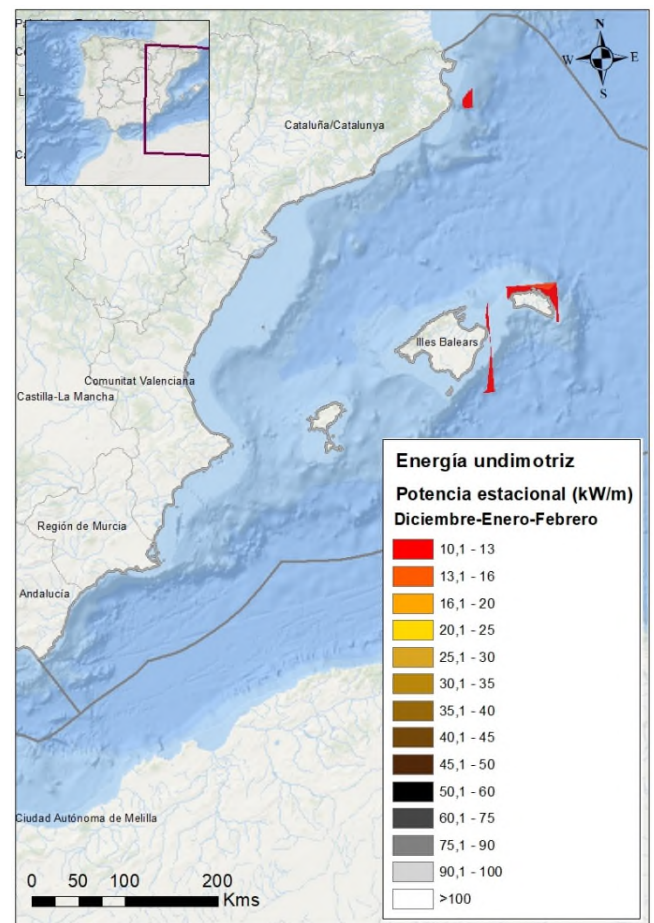 N
W
E
S
Cataluña/Catalunya
Illes Balears
Comunitat Valenciana
Castilla-La Mancha
Región de Murcia
Andalucía
Ciudad Autónoma de Melilla
Energía undimotriz
Potencia estacional (kW/m)
Diciembre-Enero-Febrero
10,1 - 13
13,1 - 16
16,1 - 20
20,1 - 25
25,1 - 30
30,1 - 35
35,1 - 40
40,1 - 45
45,1 - 50
50,1 - 60
60,1 - 75
75,1 - 90
90,1 - 100
>100
0 50 100 200
Kms